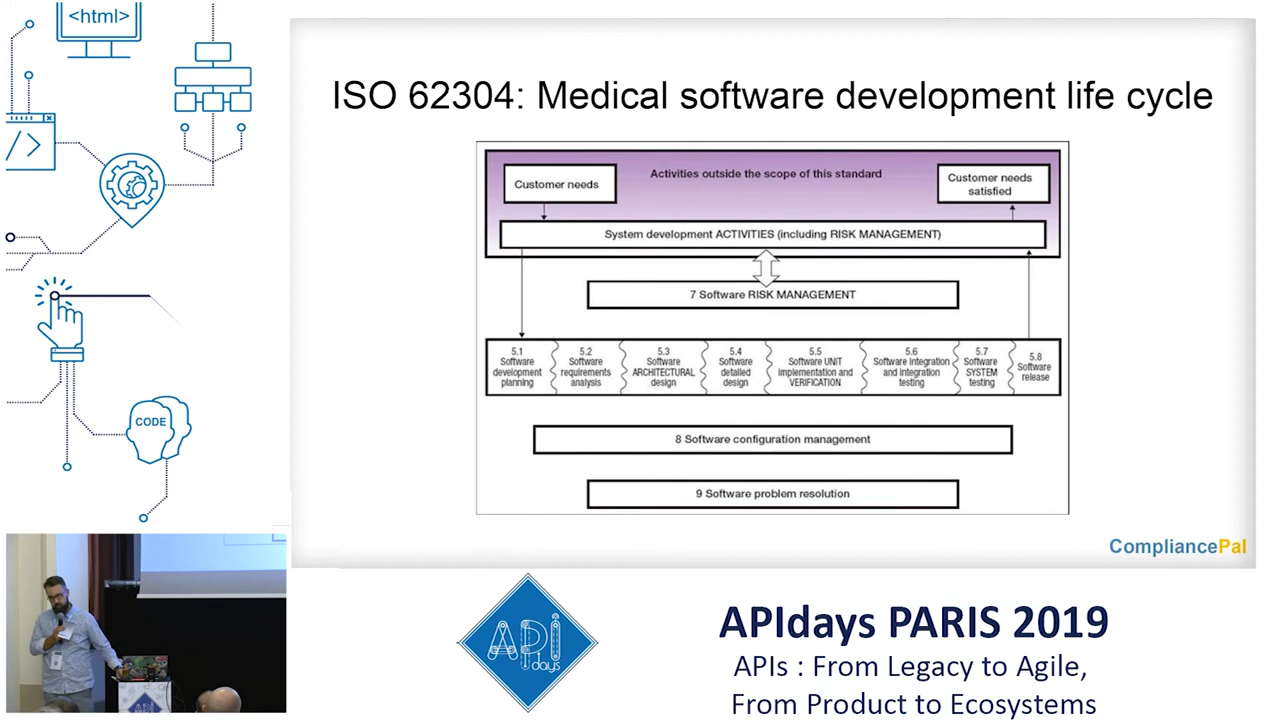 <html>
</>
CODE
ISO 62304: Medical software development life cycle
Activities outside the scope of this standard
Customer needs
Customer needs
satisfied
System development ACTIVITIES (including RISK MANAGEMENT)
7 Software RISK MANAGEMENT
5.1
Software
development
planning
5.2
Software
requirements
analysis
5.3
Software
ARCHITECTURAL
design
5.4
Software
detailed
design
5.5
Software UNIT
implementation and
VERIFICATION
5.6
Software integration
and integration
testing
5.7
Software
SYSTEM
testing
5.8
Software
release
8 Software configuration management
9 Software problem resolution
CompliancePal
API
days
APIdays PARIS 2019
APIs : From Legacy to Agile,
From Product to Ecosystems
API